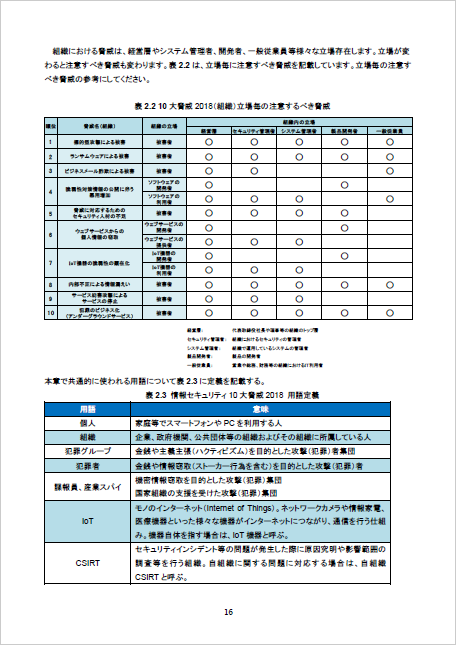 組織における脅威は、経営層やシステム管理者、開発者、一般従業員等様々な立場存在します。立場が変
わると注意すべき脅威も変わります。表 2.2 は、立場毎に注意すべき脅威を記載しています。立場毎の注意す
べき脅威の参考にしてください。
表 2.2 10 大脅威 2018（組織）立場毎の注意するべき脅威
順位 脅威名（組織） 組織の立場 組織内の立場
経営層 セキュリティ管理者 システム管理者 製品開発者 一般従業員
1 標的型攻撃による被害 被害者 〇 〇 〇 〇 〇
2 ランサムウェアによる被害 被害者 〇 〇 〇 〇 〇
3 ビジネスメール詐欺による被害 被害者 〇 〇 〇
4 脆弱性対策情報の公開に伴う悪用増加 ソフトウェアの開発者 〇 〇
ソフトウェアの利用者 〇 〇 〇 〇
5 脅威に対応するためのセキュリティ人材の不足 被害者 〇 〇 〇 〇
6 ウェブサービスからの個人情報の窃取 ウェブサービスの開発者 〇 〇
ウェブサービスの提供者 〇 〇 〇
7 IoT機器の脆弱性の顕在化 IoT機器の開発者 〇 〇
IoT機器の利用者 〇 〇 〇
8 内部不正による情報漏えい 被害者 〇 〇 〇 〇 〇
9 サービス妨害攻撃によるサービスの停止 被害者 〇 〇 〇
10 犯罪のビジネス化（アンダーグラウンドサービス） 被害者 〇 〇 〇 〇 〇
経営層： 代表取締役社長や理事等の組織のトップ層
セキュリティ管理者： 組織におけるセキュリティの管理者
システム管理者： 組織で運用しているシステムの管理者
製品開発者： 製品の開発者
一般従業員： 営業や総務、財務等の組織におけるIT利用者
本章で共通的に使われる用語について表 2.3 に定義を記載する。
表 2.3 情報セキュリティ 10 大脅威 2018 用語定義
用語 意味
個人 家庭等でスマートフォンや PC を利用する人
組織 企業、政府機関、公共団体等の組織およびその組織に所属している人
犯罪グループ 金銭や主義主張（ハクティビズム）を目的とした攻撃（犯罪）者集団
犯罪者 金銭や情報窃取（ストーカー行為を含む）を目的とした攻撃（犯罪）者
諜報員、産業スパイ 機密情報窃取を目的とした攻撃（犯罪）集団
国家組織の支援を受けた攻撃（犯罪）集団
IoT モノのインターネット（Internet of Things）。ネットワークカメラや情報家電、
医療機器といった様々な機器がインターネットにつながり、通信を行う仕組
み。機器自体を指す場合は、IoT 機器と呼ぶ。
CSIRT セキュリティインシデント等の問題が発生した際に原因究明や影響範囲の
調査等を行う組織。自組織に関する問題に対応する場合は、自組織
CSIRT と呼ぶ。
16